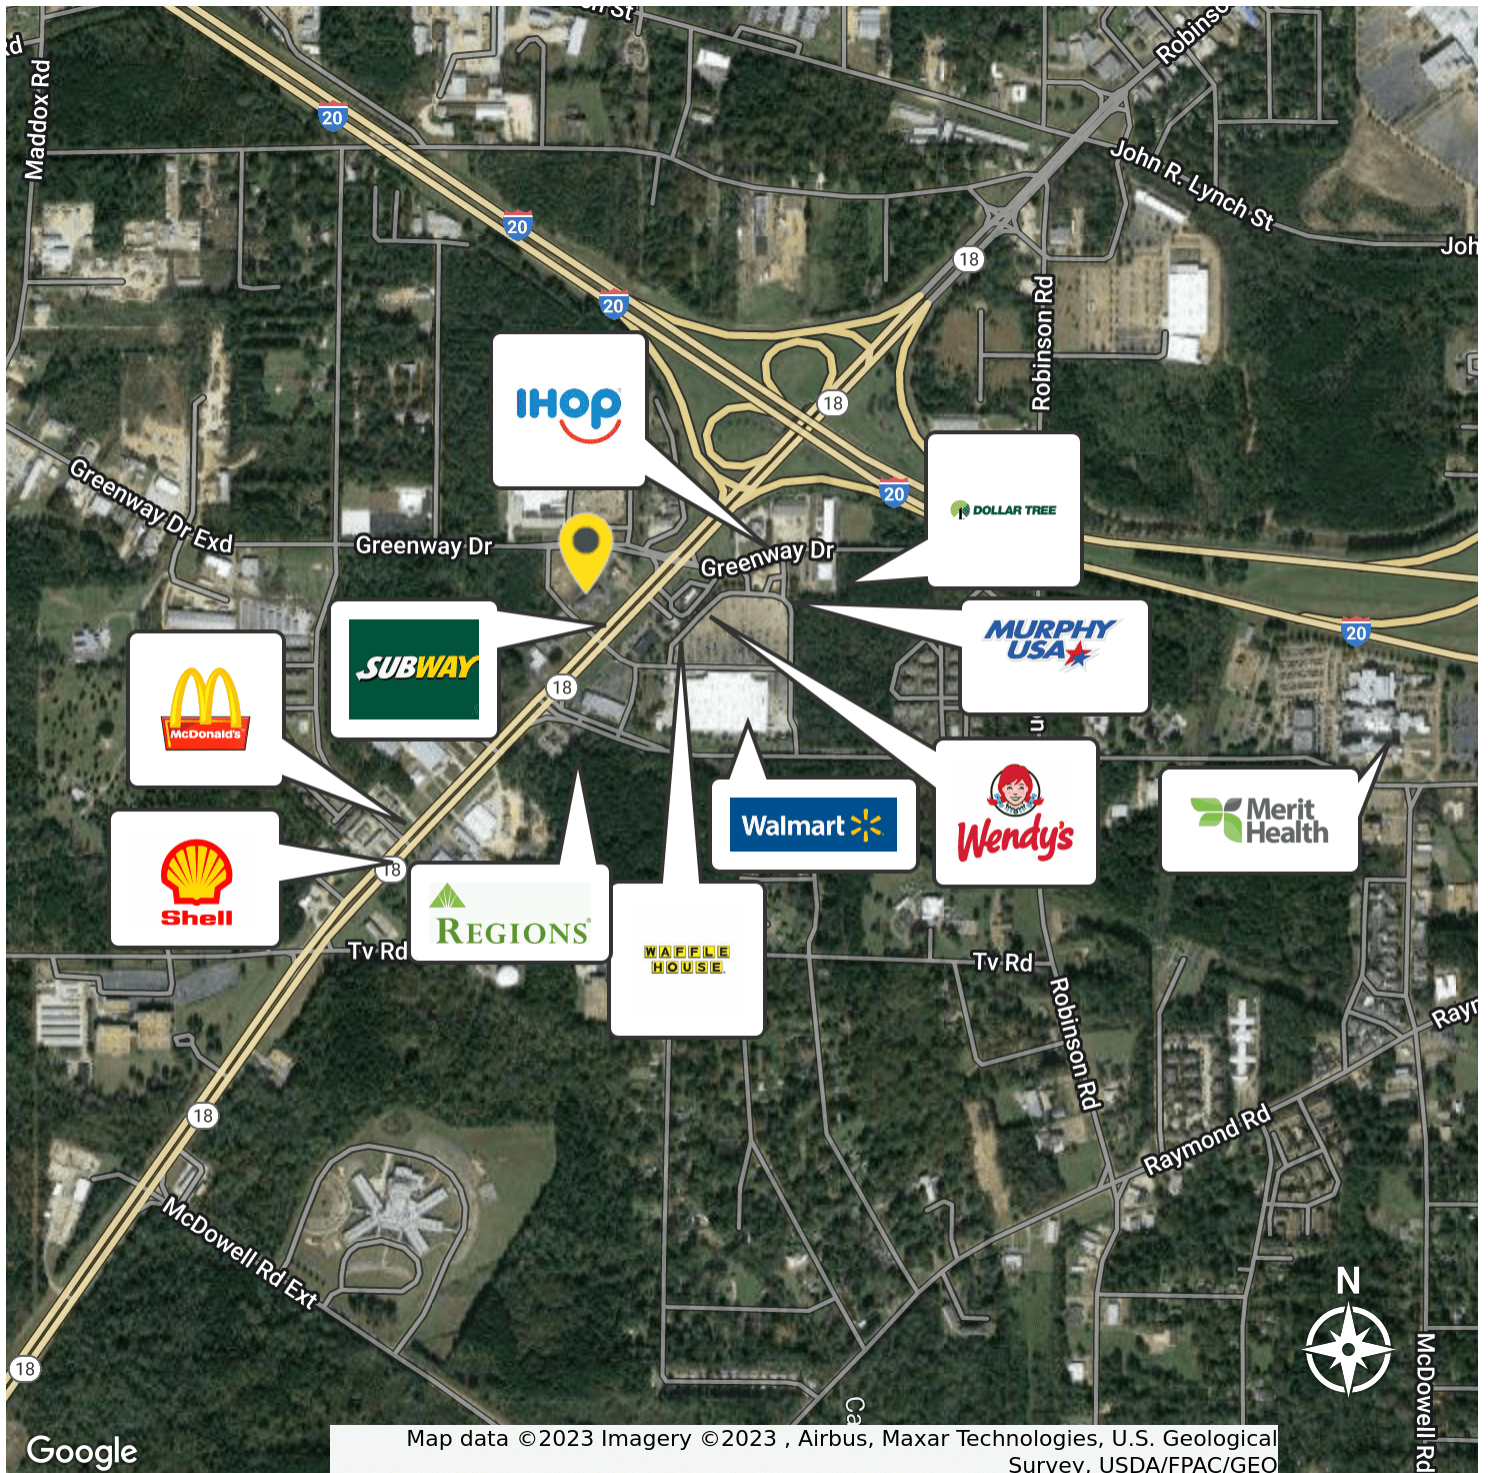 Rd
Maddox Rd
20
Robinso
John R. Lynch St
Joh
20
18
20
Robinson Rd
IHOP
18
DOLLAR TREE
20
Greenway Dr Exd
Greenway Dr
Greenway Dr
MURPHY
USA
20
SUBWAY
McDonald's
18
Walmart
Wendy's
Merit
Health
Shell
18
REGIONS
WAFFLE
HOUSE
Tv Rd
Tv Rd
Robinson Rd
Raymond Rd
18
McDowell Rd Ext
N
McDowell Rd
18
Google
Map data ©2023 Imagery ©2023 , Airbus, Maxar Technologies, U.S. Geological
Survey, USDA/FPAC/GEO